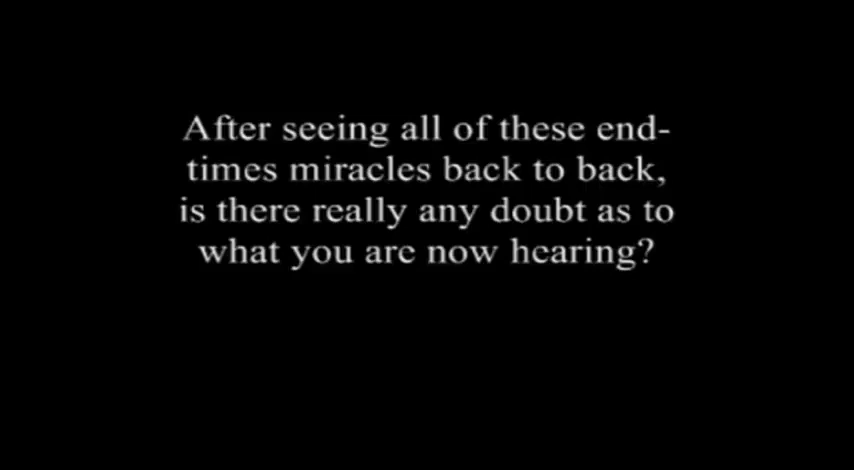 After seeing all of these end-
times miracles back to back,
is there really any doubt as to
what you are now hearing?